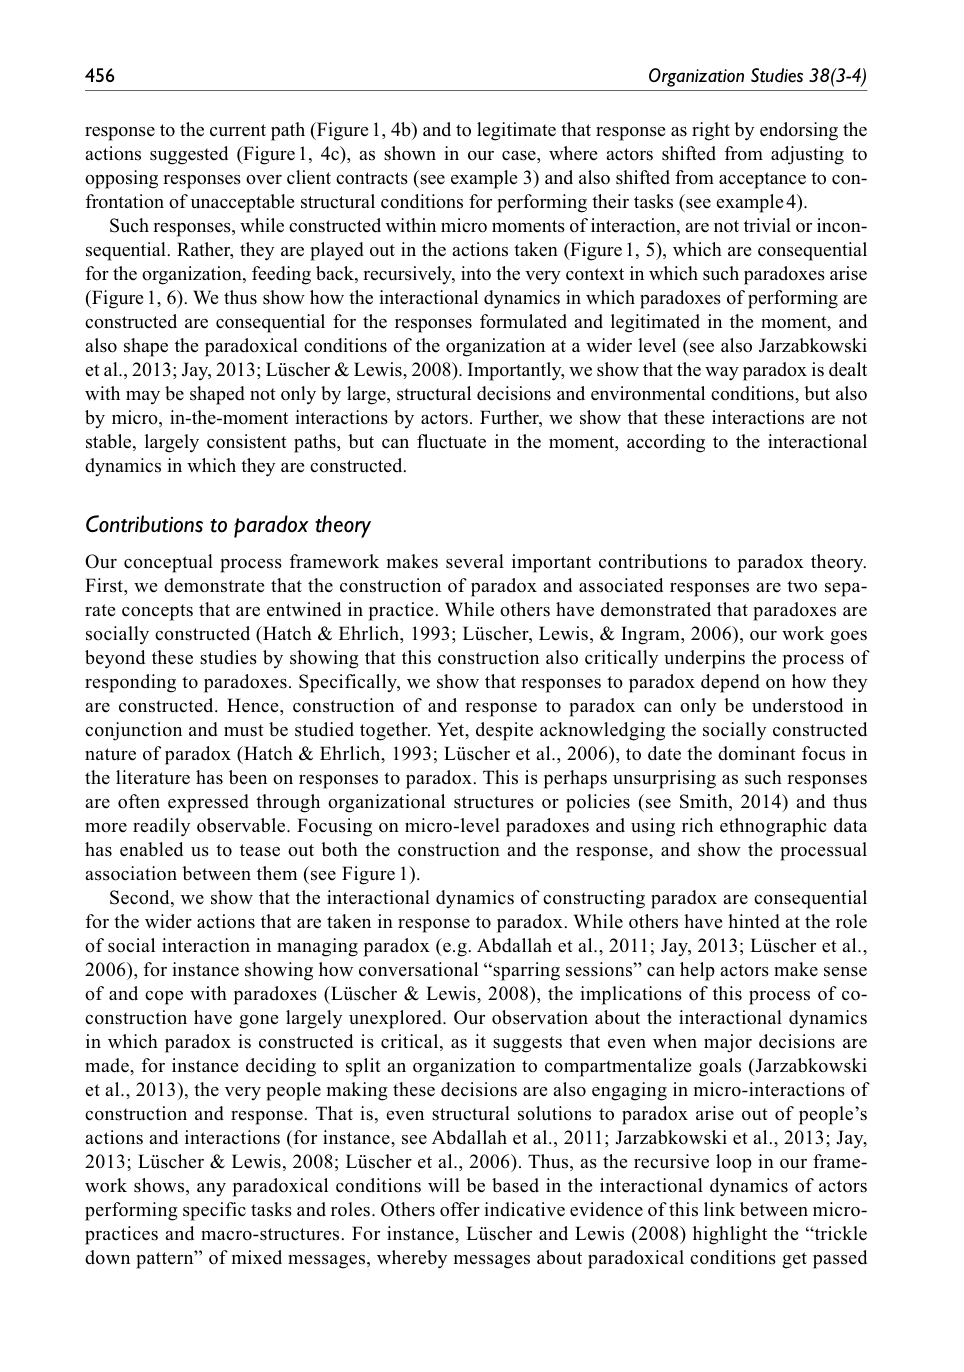 456
Organization Studies 38(3-4)
response to the current path (Figure 1, 4b) and to legitimate that response as right by endorsing the
actions suggested (Figure 1, 4c), as shown in our case, where actors shifted from adjusting to
opposing responses over client contracts (see example 3) and also shifted from acceptance to con-
frontation of unacceptable structural conditions for performing their tasks (see example 4).
Such responses, while constructed within micro moments of interaction, are not trivial or incon-
sequential. Rather, they are played out in the actions taken (Figure 1, 5), which are consequential
for the organization, feeding back, recursively, into the very context in which such paradoxes arise
(Figure 1, 6). We thus show how the interactional dynamics in which paradoxes of performing are
constructed are consequential for the responses formulated and legitimated in the moment, and
also shape the paradoxical conditions of the organization at a wider level (see also Jarzabkowski
et al., 2013; Jay, 2013; Lüscher & Lewis, 2008). Importantly, we show that the way paradox is dealt
with may be shaped not only by large, structural decisions and environmental conditions, but also
by micro, in-the-moment interactions by actors. Further, we show that these interactions are not
stable, largely consistent paths, but can fluctuate in the moment, according to the interactional
dynamics in which they are constructed.
Contributions to paradox theory
Our conceptual process framework makes several important contributions to paradox theory.
First, we demonstrate that the construction of paradox and associated responses are two sepa-
rate concepts that are entwined in practice. While others have demonstrated that paradoxes are
socially constructed (Hatch & Ehrlich, 1993; Lüscher, Lewis, & Ingram, 2006), our work goes
beyond these studies by showing that this construction also critically underpins the process of
responding to paradoxes. Specifically, we show that responses to paradox depend on how they
are constructed. Hence, construction of and response to paradox can only be understood in
conjunction and must be studied together. Yet, despite acknowledging the socially constructed
nature of paradox (Hatch & Ehrlich, 1993; Lüscher et al., 2006), to date the dominant focus in
the literature has been on responses to paradox. This is perhaps unsurprising as such responses
are often expressed through organizational structures or policies (see Smith, 2014) and thus
more readily observable. Focusing on micro-level paradoxes and using rich ethnographic data
has enabled us to tease out both the construction and the response, and show the processual
association between them (see Figure 1).
Second, we show that the interactional dynamics of constructing paradox are consequential
for the wider actions that are taken in response to paradox. While others have hinted at the role
of social interaction in managing paradox (e.g. Abdallah et al., 2011; Jay, 2013; Lüscher et al.,
2006), for instance showing how conversational “sparring sessions” can help actors make sense
of and cope with paradoxes (Lüscher & Lewis, 2008), the implications of this process of co-
construction have gone largely unexplored. Our observation about the interactional dynamics
in which paradox is constructed is critical, as it suggests that even when major decisions are
made, for instance deciding to split an organization to compartmentalize goals (Jarzabkowski
et al., 2013), the very people making these decisions are also engaging in micro-interactions of
construction and response. That is, even structural solutions to paradox arise out of people’s
actions and interactions (for instance, see Abdallah et al., 2011; Jarzabkowski et al., 2013; Jay,
2013; Lüscher & Lewis, 2008; Lüscher et al., 2006). Thus, as the recursive loop in our frame-
work shows, any paradoxical conditions will be based in the interactional dynamics of actors
performing specific tasks and roles. Others offer indicative evidence of this link between micro-
practices and macro-structures. For instance, Lüscher and Lewis (2008) highlight the “trickle
down pattern” of mixed messages, whereby messages about paradoxical conditions get passed